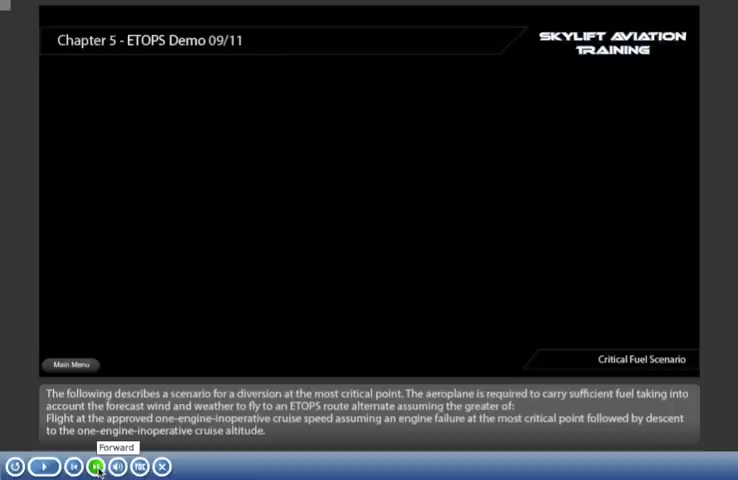 Chapter 5 - ETOPS Demo 09/11
SKYLIFT AVIATION
TRAINING
Main Menu
Critical Fuel Scenario
The following describes a scenario for a diversion at the most critical point. The aeroplane is required to carry sufficient fuel taking into
account the forecast wind and weather to fly to an ETOPS route alternate assuming the greater of:
Flight at the approved one-engine-inoperative cruise speed assuming an engine failure at the most critical point followed by descent
to the one-engine-inoperative cruise altitude.
Forward